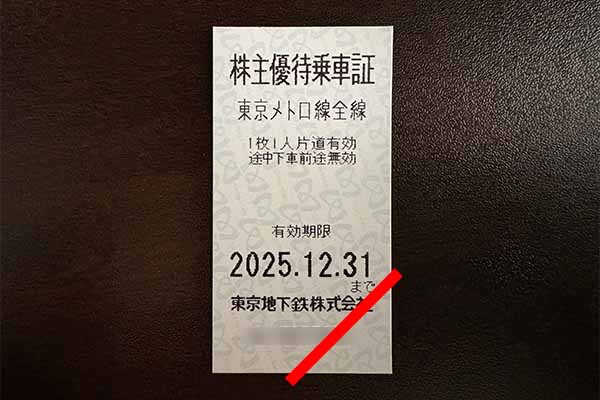 株主優待乗車証
東京メトロ線全線
1枚1人片道有効
途中下車前途無効
有効期限
2025.12.31
まで
東京地下鉄株式会社